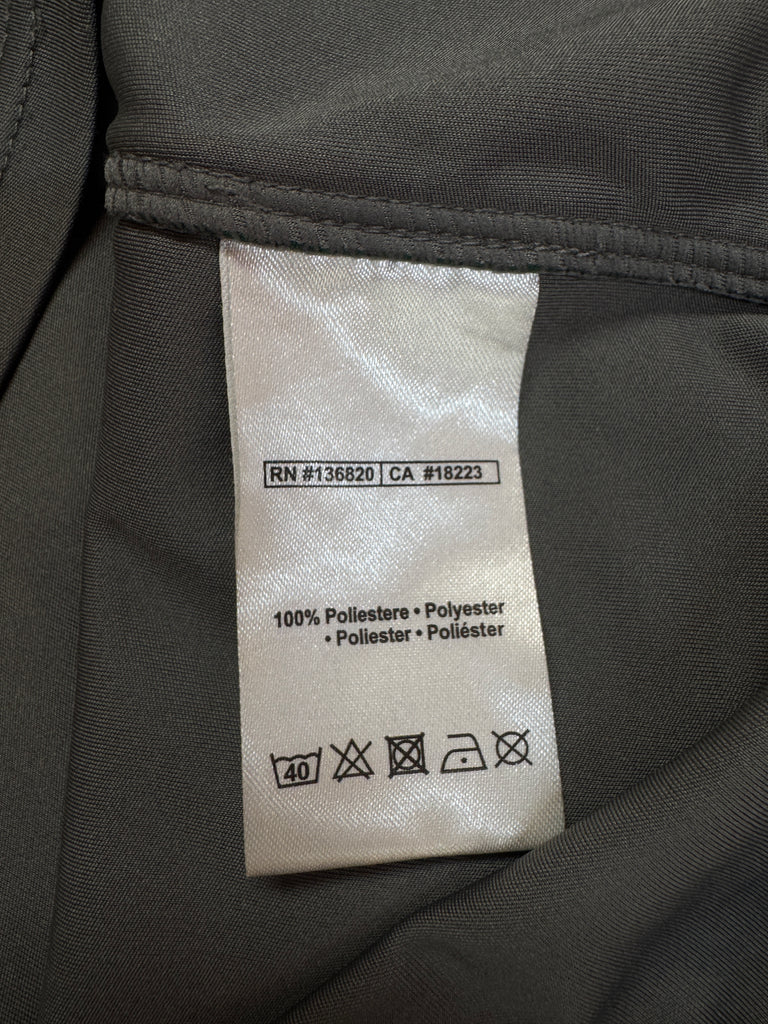 RN #136820 CA #18223
100% Poliestere • Polyester
• Poliester • Poliéster
40